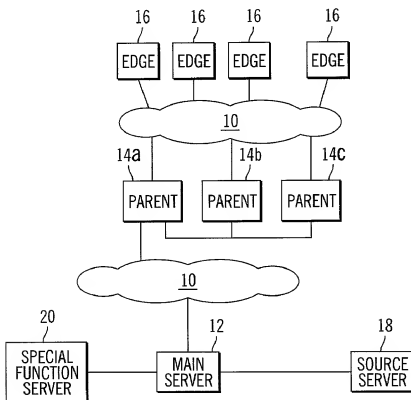 16 16 16 16
EDGE EDGE EDGE EDGE
10
14a 14b 14c
PARENT PARENT PARENT
10
20 12 18
SPECIAL FUNCTION SERVER
MAIN SERVER
SOURCE SERVER